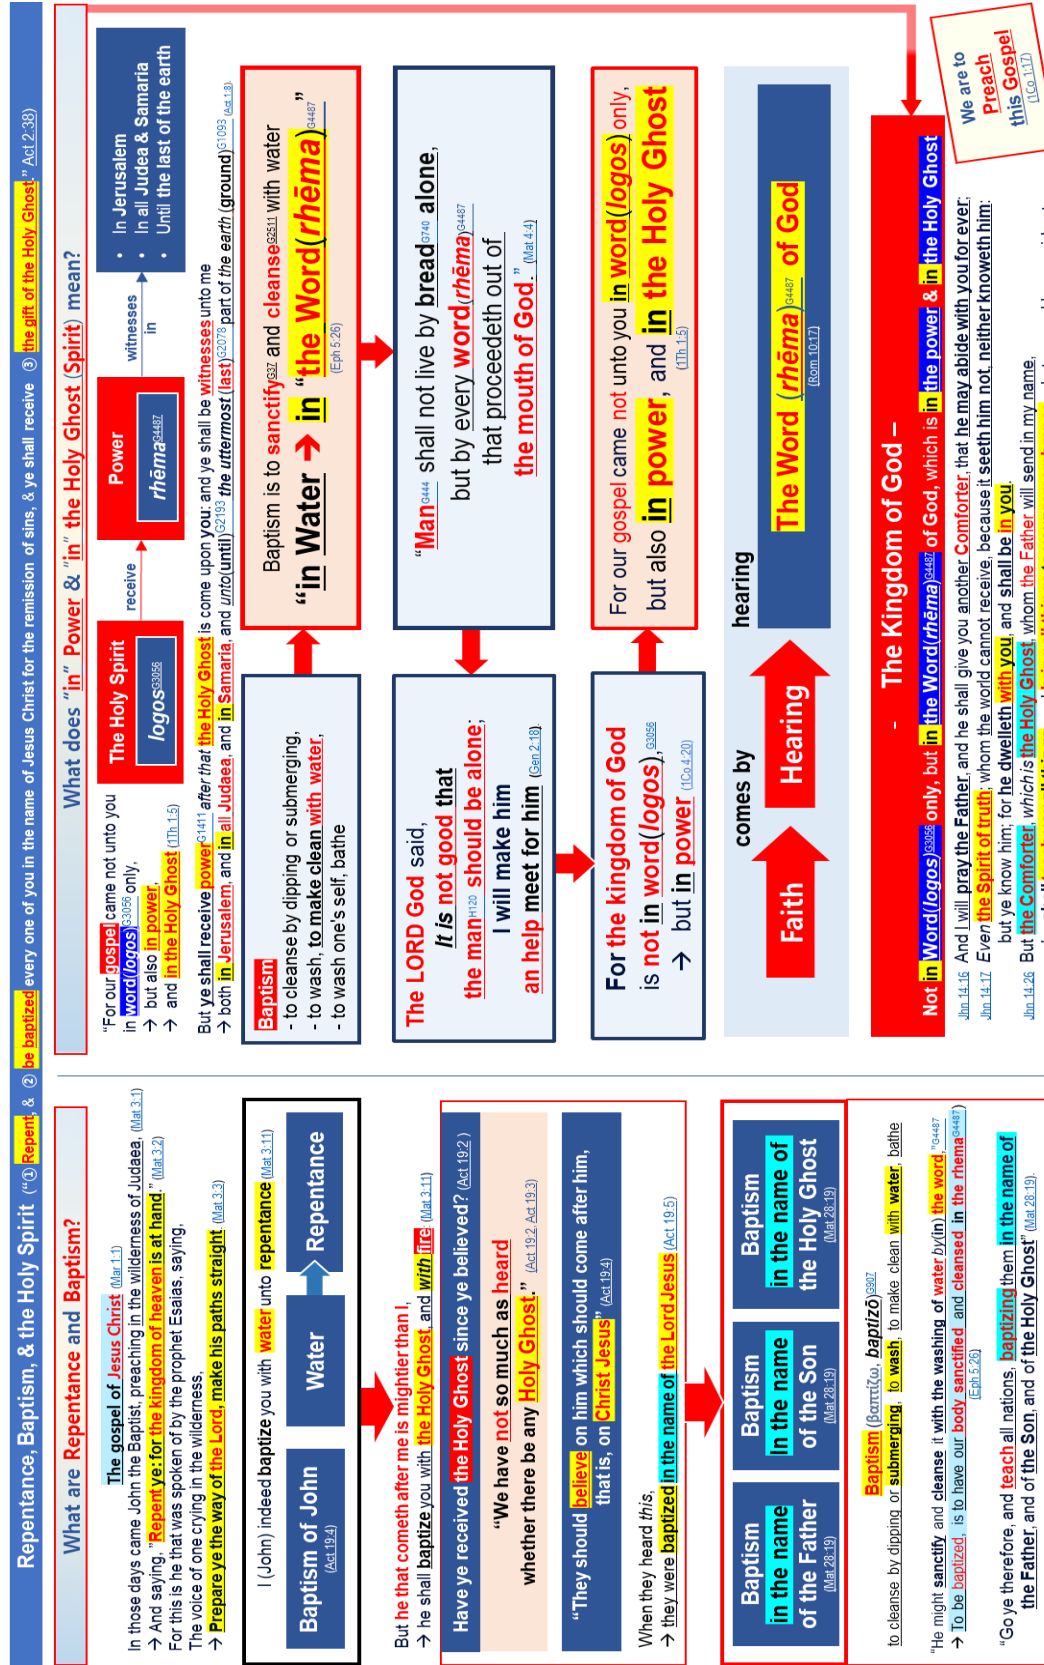 Repentance, Baptism, & the Holy Spirit ("① Repent, & ② be baptized every one of you in the name of Jesus Christ for the remission of sins, & ye shall receive ③ the gift of the Holy Ghost." Act 2:38)
What are Repentance and Baptism?
The gospel of Jesus Christ (Mar 1:1)
In those days came John the Baptist, preaching in the wilderness of Judaea, (Mat 3:1)
→ And saying, "Repent ye: for the kingdom of heaven is at hand." (Mat 3:2)
For this is he that was spoken of by the prophet Esaias, saying,
The voice of one crying in the wilderness,
→ Prepare ye the way of the Lord, make his paths straight (Mat 3:3)
I (John) indeed baptize you with water unto repentance (Mat 3:11)
Baptism of John
(Act 19:4)
Water
Repentance
But he that cometh after me is mightier than I,
→ he shall baptize you with the Holy Ghost, and with fire: (Mat 3:11)
Have ye received the Holy Ghost since ye believed? (Act 19:2)
"We have not so much as heard
whether there be any Holy Ghost." (Act 19:2, Act 19:3)
"They should believe on him which should come after him,
that is, on Christ Jesus" (Act 19:4)
When they heard this,
→ they were baptized in the name of the Lord Jesus (Act 19:5)
Baptism
in the name
of the Father
(Mat 28:19)
Baptism
In the name
of the Son
(Mat 28:19)
Baptism
in the name of
the Holy Ghost
(Mat 28:19)
Baptism (βαπτίζω, baptizō)G907
to cleanse by dipping or submerging, to wash, to make clean with water, bathe
"He might sanctify and cleanse it with the washing of water by(in) the word,"G4487
→ To be baptized, is to have our body sanctified and cleansed in the rhemaG4487)
(Eph 5:26)
"Go ye therefore, and teach all nations, baptizing them in the name of
the Father, and of the Son, and of the Holy Ghost" (Mat 28:19).
What does "in" Power & "in" the Holy Ghost (Spirit) mean?
"For our gospel came not unto you
in word(logos)G3056 only,
→ but also in power,
→ and in the Holy Ghost (1Th 1:5)
The Holy Spirit
logosG3056
receive
Power
rhēmaG4487
witnesses
in
• In Jerusalem
• In all Judea & Samaria
• Until the last of the earth
But ye shall receive powerG1411 after that the Holy Ghost is come upon you: and ye shall be witnesses unto me
→ both in Jerusalem, and in all Judaea, and in Samaria, and unto(until)G2193 the uttermost (last)G2078 part of the earth (ground)G1093 (Act 1:8).
Baptism
- to cleanse by dipping or submerging,
- to wash, to make clean with water,
- to wash one's self, bathe
Baptism is to sanctifyG37 and cleanseG2511 with water
"in Water → in "the Word(rhēma)G4487"
(Eph 5:26)
The LORD God said,
It is not good that
the manH120 should be alone;
I will make him
an help meet for him (Gen 2:18).
"ManG444 shall not live by breadG740 alone,
but by every word(rhēma)G4487
that proceedeth out of
the mouth of God." (Mat 4:4)
For the kingdom of God
is not in word(logos),G3056
→ but in power (1Co 4:20)
For our gospel came not unto you in word(logos) only,
but also in power, and in the Holy Ghost
(1Th 1:5)
Faith
comes by
Hearing
hearing
The Word (rhēma)G4487 of God
(Rom 10:17)
- The Kingdom of God –
Not in Word(logos)G3056 only, but in the Word(rhēma)G4487 of God, which is in the power & in the Holy Ghost
We are to
Preach
this Gospel
(1Co 1:17)
Jhn 14:16 And I will pray the Father, and he shall give you another Comforter, that he may abide with you for ever;
Jhn 14:17 Even the Spirit of truth; whom the world cannot receive, because it seeth him not, neither knoweth him:
but ye know him; for he dwelleth with you, and shall be in you.
Jhn 14:26 But the Comforter, which is the Holy Ghost, whom the Father will send in my name,